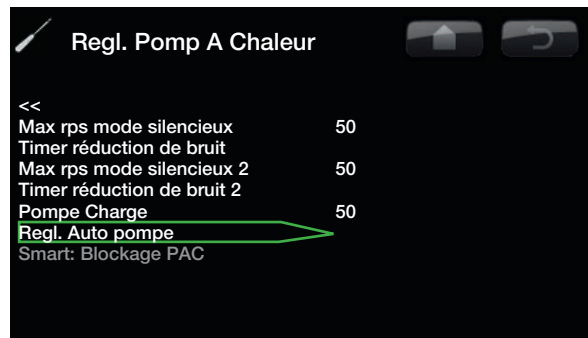 Regl. Pomp A Chaleur
<<
Max rps mode silencieux 50
Timer réduction de bruit
Max rps mode silencieux 2 50
Timer réduction de bruit 2
Pompe Charge 50
Regl. Auto pompe
Smart: Blockage PAC